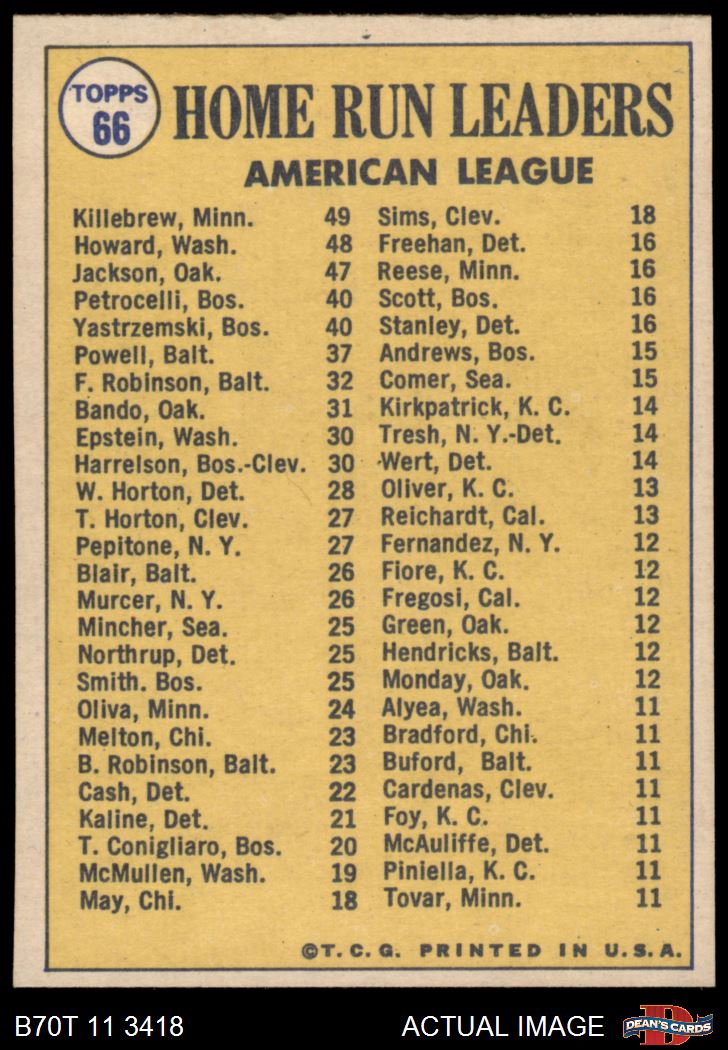 TOPPS
66
HOME RUN LEADERS
AMERICAN LEAGUE
Killebrew, Minn. 49
Howard, Wash. 48
Jackson, Oak. 47
Petrocelli, Bos. 40
Yastrzemski, Bos. 40
Powell, Balt. 37
F. Robinson, Balt. 32
Bando, Oak. 31
Epstein, Wash. 30
Harrelson, Bos.-Clev. 30
W. Horton, Det. 28
T. Horton, Clev. 27
Pepitone, N. Y. 27
Blair, Balt. 26
Murcer, N. Y. 26
Mincher, Sea. 25
Northrup, Det. 25
Smith. Bos. 25
Oliva, Minn. 24
Melton, Chi. 23
B. Robinson, Balt. 23
Cash, Det. 22
Kaline, Det. 21
T. Conigliaro, Bos. 20
McMullen, Wash. 19
May, Chi. 18
Sims, Clev. 18
Freehan, Det. 16
Reese, Minn. 16
Scott, Bos. 16
Stanley, Det. 16
Andrews, Bos. 15
Comer, Sea. 15
Kirkpatrick, K. C. 14
Tresh, N. Y.-Det. 14
Wert, Det. 14
Oliver, K. C. 13
Reichardt, Cal. 13
Fernandez, N. Y. 12
Fiore, K. C. 12
Fregosi, Cal. 12
Green, Oak. 12
Hendricks, Balt. 12
Monday, Oak. 12
Alyea, Wash. 11
Bradford, Chi. 11
Buford, Balt. 11
Cardenas, Clev. 11
Foy, K. C. 11
McAuliffe, Det. 11
Piniella, K. C. 11
Tovar, Minn. 11
©T. C. G. PRINTED IN U. S. A.
B70T 11 3418 ACTUAL IMAGE
DEAN'S CARDS